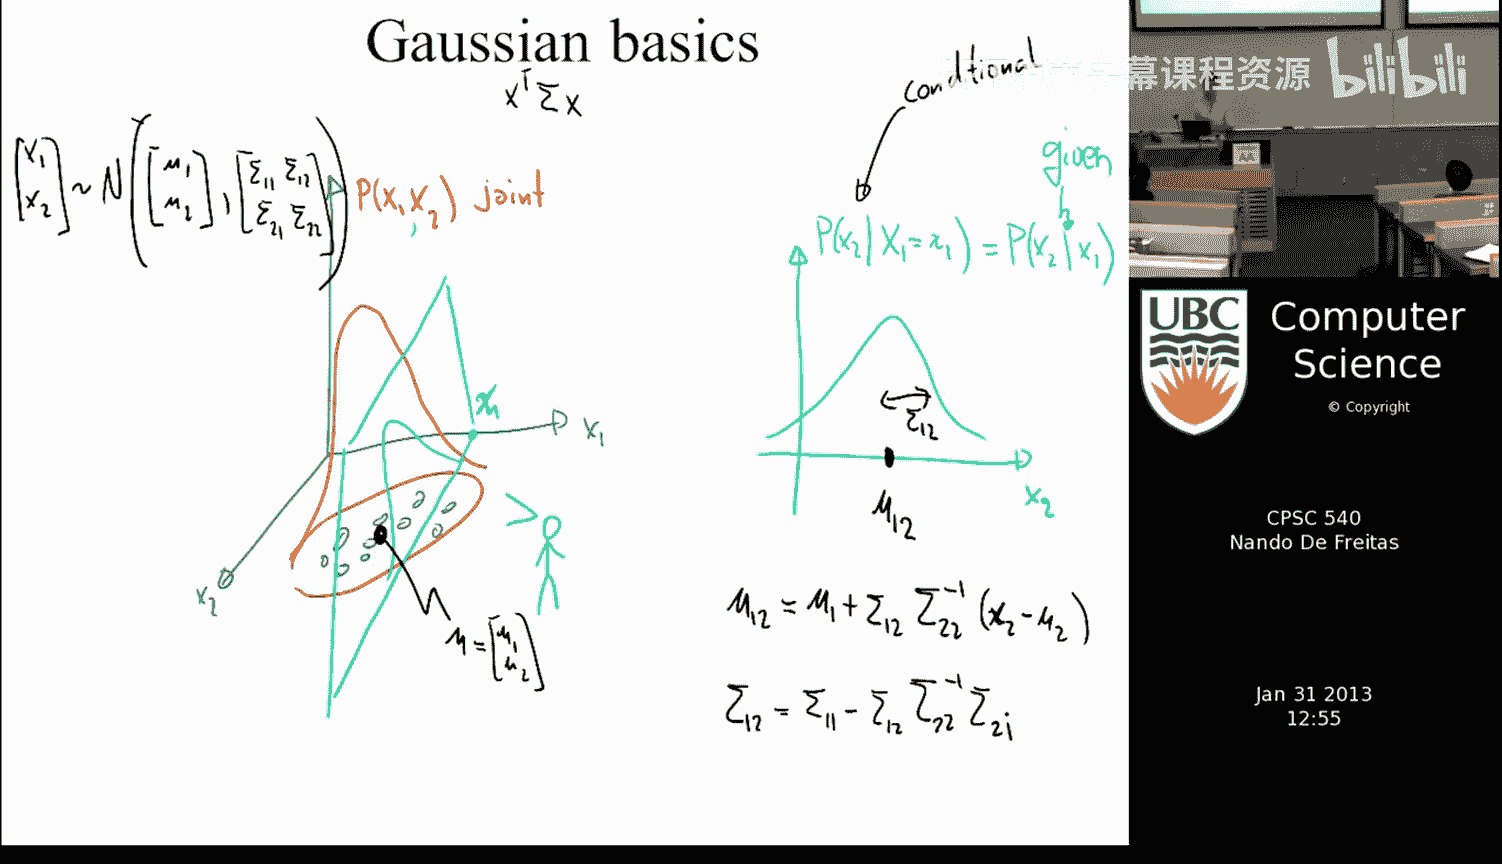 Gaussian basics
xᵀ Σ x
[x₁ x₂] ~ N([μ₁ μ₂], [Σ₁₁ Σ₁₂ Σ₂₁ Σ₂₂])
P(x₁, x₂) joint
conditional
given
P(x₂ | X₁ = x₁) = P(x₂ | x₁)
x₁
x₁
x₂
μ = [μ₁ μ₂]
Σ₁₂
μ₁₂
x₂
μ₁₂ = μ₁ + Σ₁₂ Σ₂₂⁻¹ (x₂ - μ₂)
Σ₁₂ = Σ₁₁ - Σ₁₂ Σ₂₂⁻¹ Σ₂₁
幕课程资源 bilibili
UBC
Computer
Science
© Copyright
CPSC 540
Nando De Freitas
Jan 31 2013
12:55